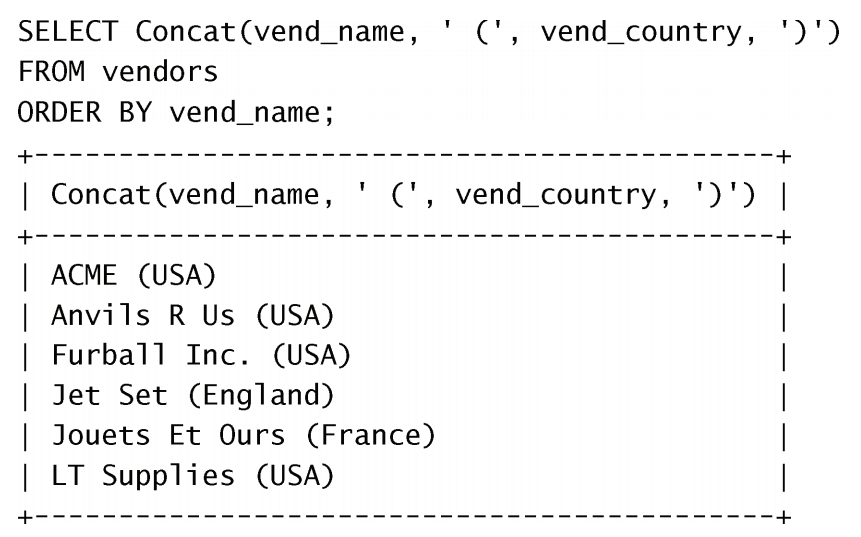 SELECT Concat(vend_name, ' (', vend_country, ')')
FROM vendors
ORDER BY vend_name;
+--------------------------------------------+
| Concat(vend_name, ' (', vend_country, ')') |
+--------------------------------------------+
| ACME (USA)                                 |
| Anvils R Us (USA)                          |
| Furball Inc. (USA)                         |
| Jet Set (England)                          |
| Jouets Et Ours (France)                    |
| LT Supplies (USA)                          |
+--------------------------------------------+